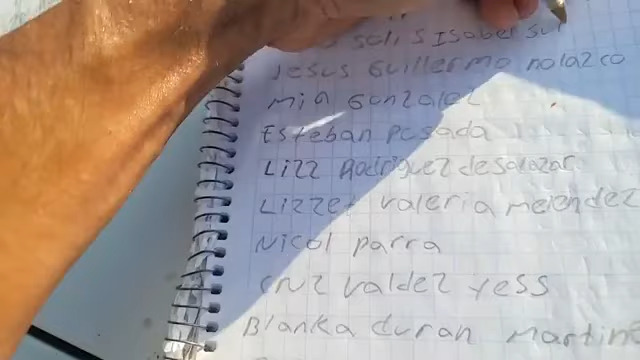 solis Isabel
Jesus Guillermo nolazco
Mia Gonzalez
Esteban Posada
Lizz Rodriguez de salazar
Lizzet valeria melendez
Nicol parra
cruz valdez yess
Blanka duran Martin